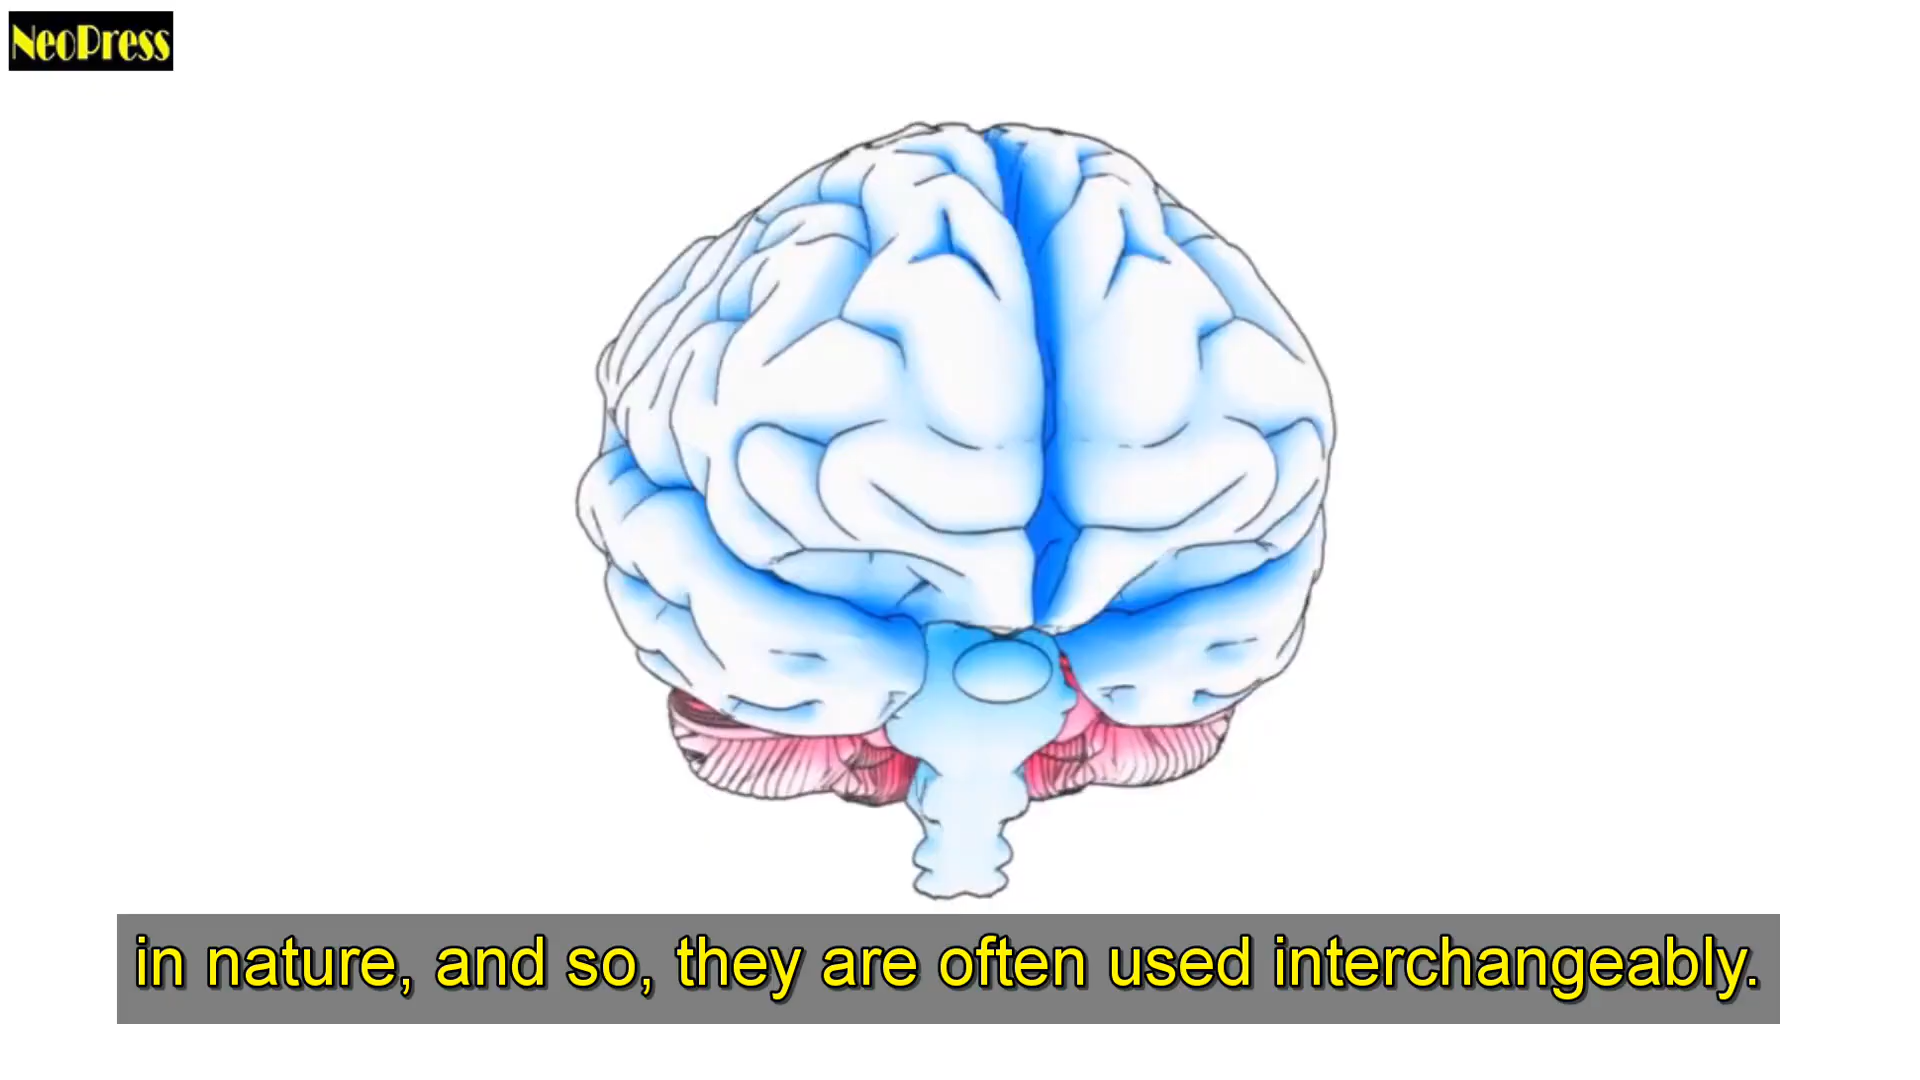 NeoPress
in nature, and so, they are often used interchangeably.